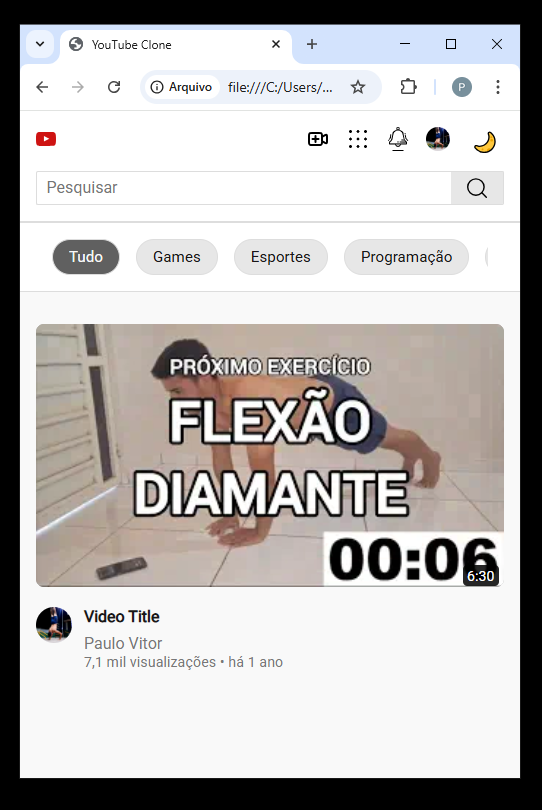 YouTube Clone
Arquivo file:///C:/Users/... P
Pesquisar
Tudo Games Esportes Programação
PRÓXIMO EXERCÍCIO
FLEXÃO
DIAMANTE
00:06
6:30
Video Title
Paulo Vitor
7,1 mil visualizações • há 1 ano